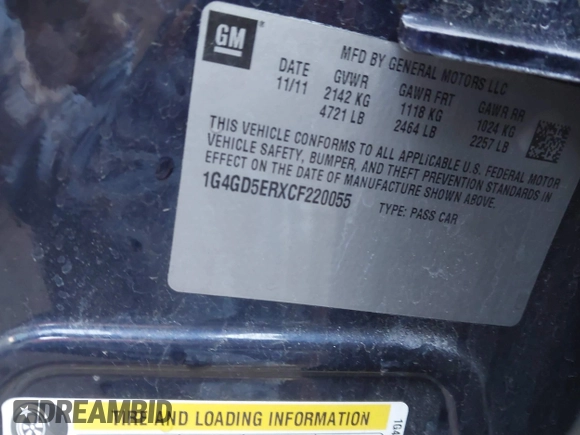 GM
MFD BY GENERAL MOTORS LLC
DATE GVWR GAWR FRT GAWR RR
11/11 2142 KG 1118 KG 1024 KG
4721 LB 2464 LB 2257 LB
THIS VEHICLE CONFORMS TO ALL APPLICABLE U.S. FEDERAL MOTOR
VEHICLE SAFETY, BUMPER, AND THEFT PREVENTION STANDARDS IN
EFFECT ON THE DATE OF MANUFACTURE SHOWN ABOVE.
1G4GD5ERXCF220055
TYPE: PASS CAR
TIRE AND LOADING INFORMATION
1G4
DREAMBID